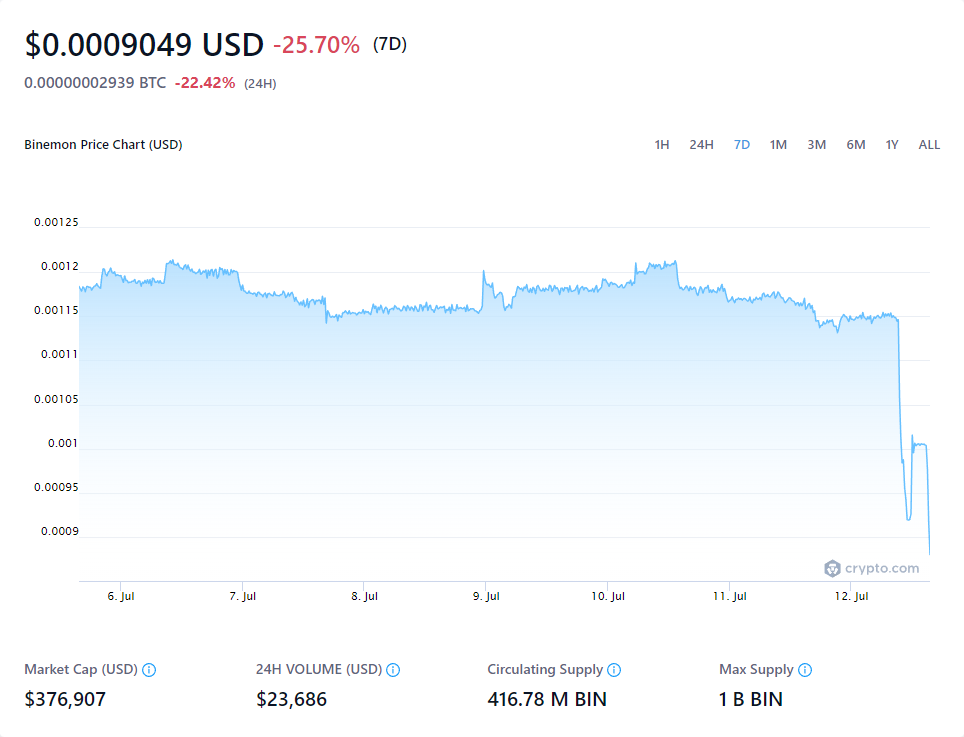 $0.0009049 USD -25.70% (7D)
0.00000002939 BTC -22.42% (24H)
Binemon Price Chart (USD) 1H 24H 7D 1M 3M 6M 1Y ALL
0.00125
0.0012
0.00115
0.0011
0.00105
0.001
0.00095
0.0009
crypto.com
6. Jul 7. Jul 8. Jul 9. Jul 10. Jul 11. Jul 12. Jul
Market Cap (USD) 24H VOLUME (USD) Circulating Supply Max Supply
$376,907 $23,686 416.78 M BIN 1 B BIN